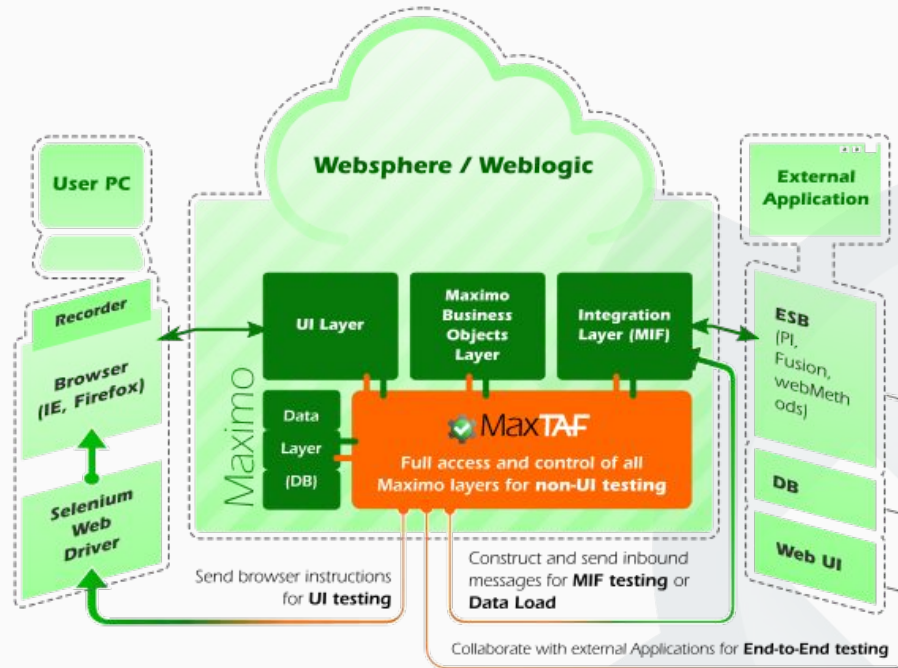 Websphere / Weblogic
User PC
External
Application
Recorder
Browser
(IE, Firefox)
Selenium
Web
Driver
Maximo
UI Layer
Maximo
Business
Objects
Layer
Integration
Layer (MIF)
Data
Layer
(DB)
MaxTAF
Full access and control of all
Maximo layers for non-UI testing
ESB
(PI,
Fusion,
webMeth
ods)
DB
Web UI
Send browser instructions
for UI testing
Construct and send inbound
messages for MIF testing or
Data Load
Collaborate with external Applications for End-to-End testing